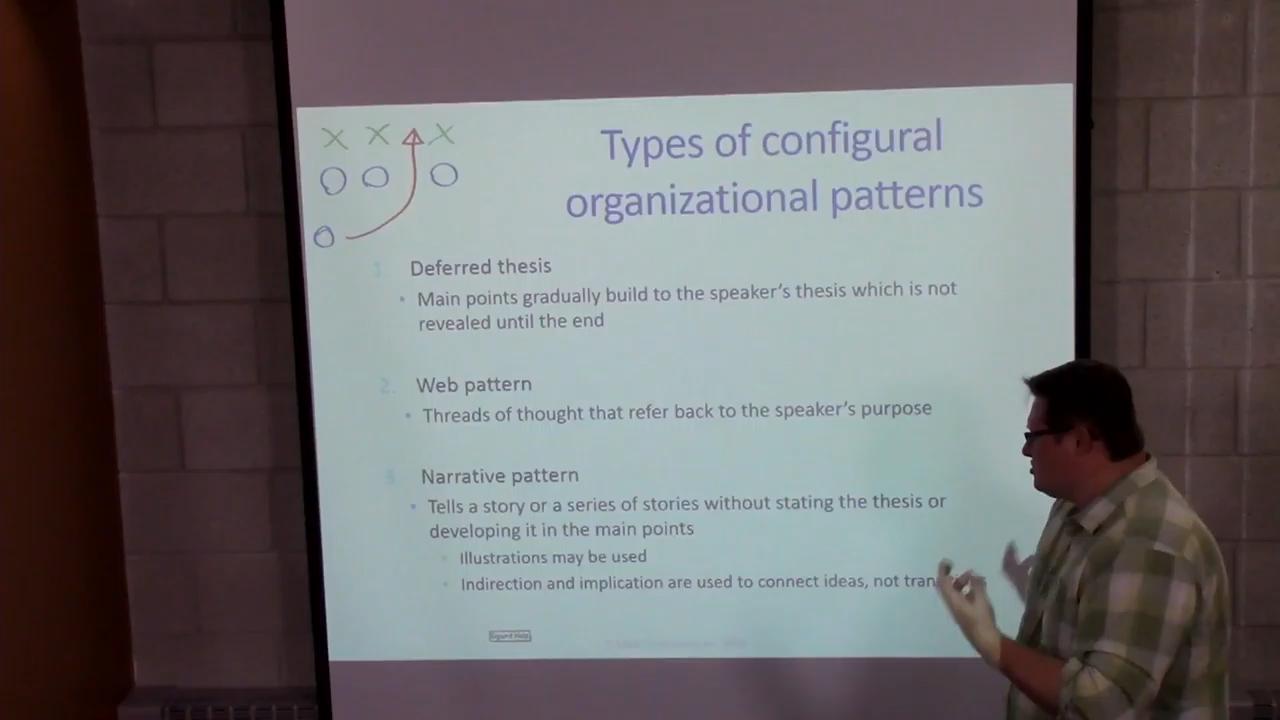 Types of configural
organizational patterns
1. Deferred thesis
• Main points gradually build to the speaker's thesis which is not
revealed until the end
2. Web pattern
• Threads of thought that refer back to the speaker's purpose
3. Narrative pattern
• Tells a story or a series of stories without stating the thesis or
developing it in the main points
• Illustrations may be used
• Indirection and implication are used to connect ideas, not